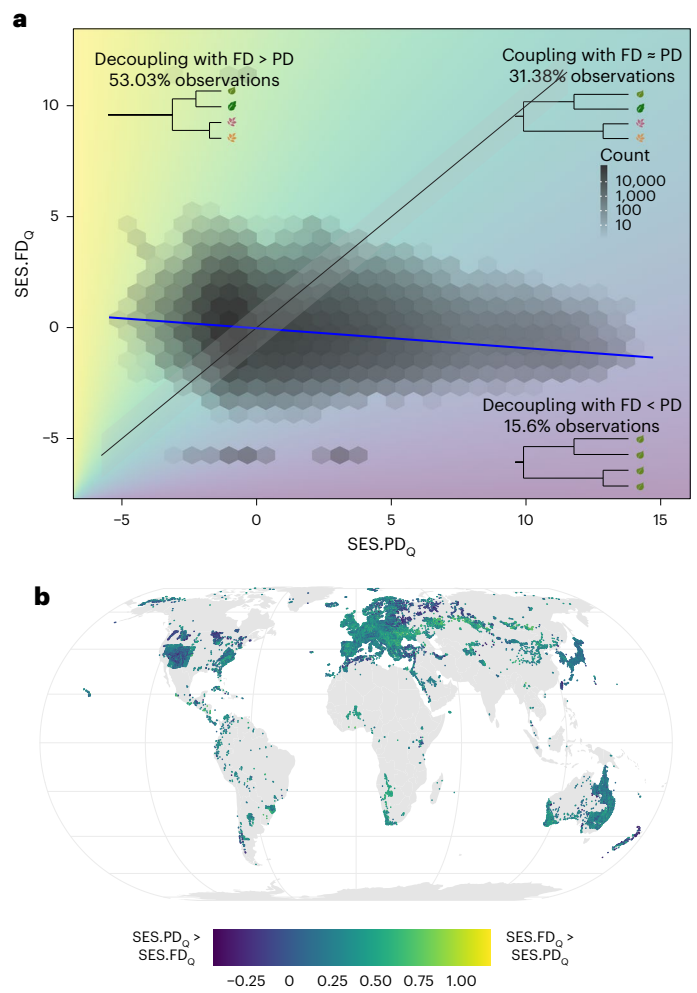 a
Decoupling with FD > PD
53.03% observations
Coupling with FD ≈ PD
31.38% observations
Count
10,000
1,000
100
10
10
5
0
−5
SES.FDQ
Decoupling with FD < PD
15.6% observations
−5
0
5
10
15
SES.PDQ
b
SES.PDQ >
SES.FDQ
SES.FDQ >
SES.PDQ
−0.25
0
0.25
0.50
0.75
1.00